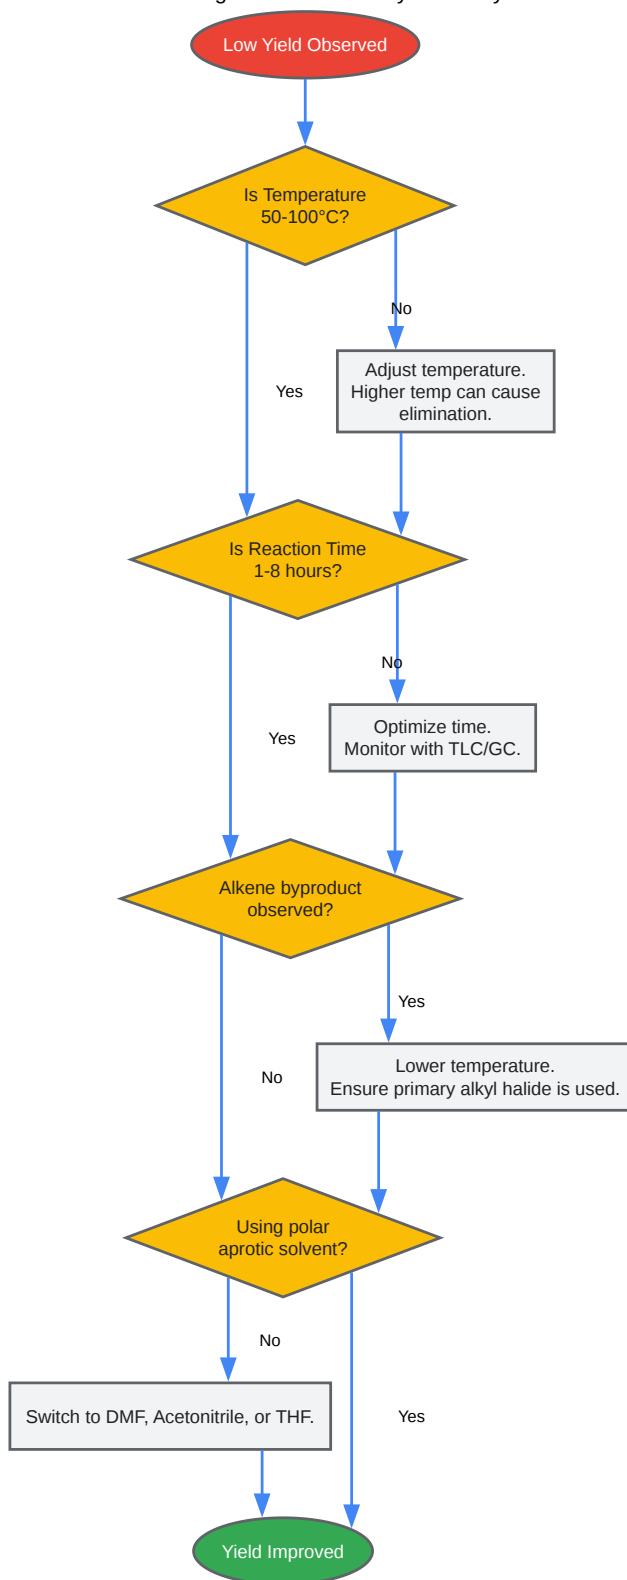 Low Yield Observed
Is Temperature
50-100°C?
No
Yes
Adjust temperature.
Higher temp can cause
elimination.
Is Reaction Time
1-8 hours?
No
Yes
Optimize time.
Monitor with TLC/GC.
Alkene byproduct
observed?
Yes
No
Lower temperature.
Ensure primary alkyl halide is used.
Using polar
aprotic solvent?
No
Yes
Switch to DMF, Acetonitrile, or THF.
Yield Improved